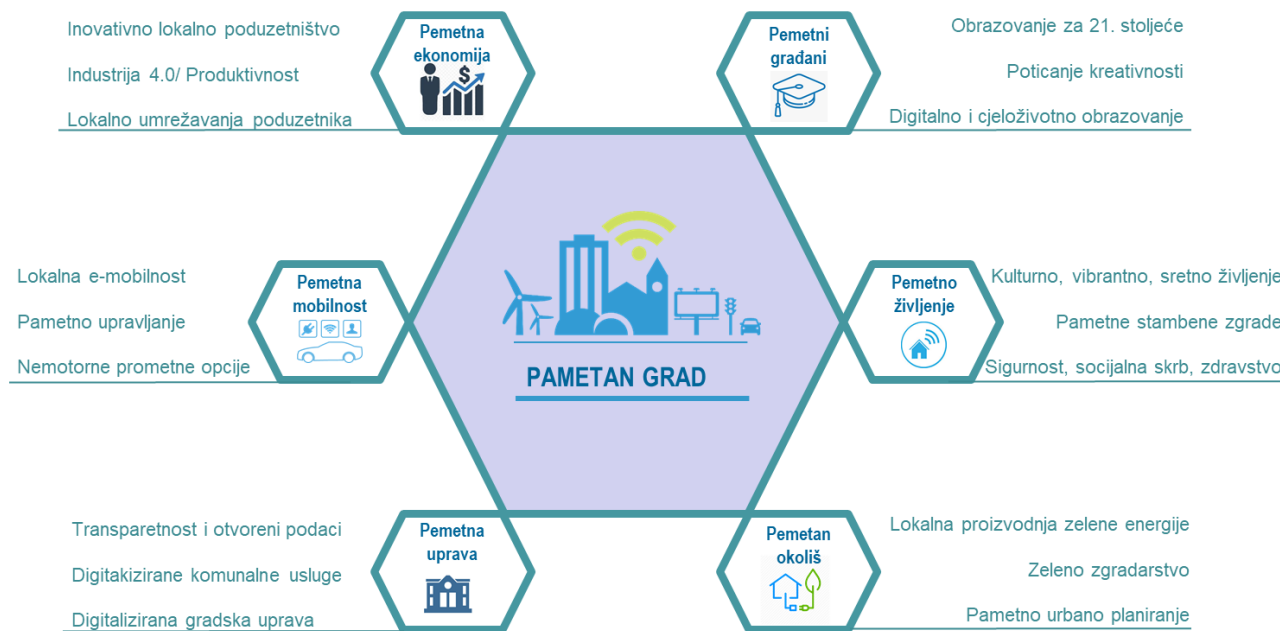 Inovativno lokalno poduzetništvo
Industrija 4.0/ Produktivnost
Lokalno umrežavanja poduzetnika
Pemetna
ekonomija
$
Pemetni
građani
Obrazovanje za 21. stoljeće
Poticanje kreativnosti
Digitalno i cjeloživotno obrazovanje
Lokalna e-mobilnost
Pametno upravljanje
Nemotorne prometne opcije
Pemetna
mobilnost
PAMETAN GRAD
Pemetno
življenje
Kulturno, vibrantno, sretno življenje
Pametne stambene zgrade
Sigurnost, socijalna skrb, zdravstvo
Transparetnost i otvoreni podaci
Digitakizirane komunalne usluge
Digitalizirana gradska uprava
Pemetna
uprava
Pemetan
okoliš
Lokalna proizvodnja zelene energije
Zeleno zgradarstvo
Pametno urbano planiranje